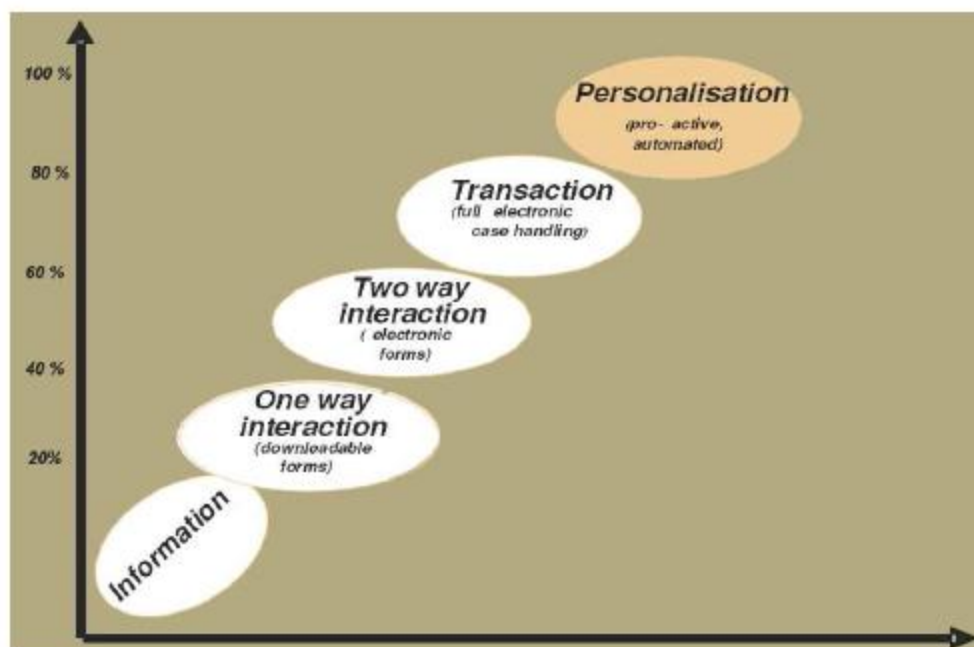 100 %
Personalisation
(pro- active,
automated)
80 %
Transaction
(full electronic
case handling)
60 %
Two way
interaction
( electronic
forms)
40 %
One way
interaction
(downloadable
forms)
20%
Information